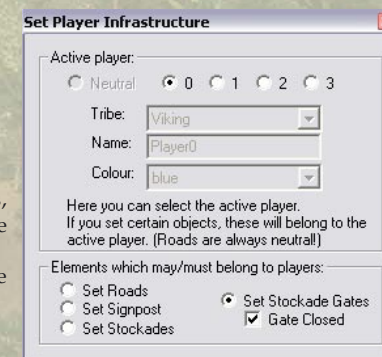 Set Player Infrastructure
Active player:
Neutral 0 1 2 3
Tribe: Viking
Name: Player0
Colour: blue
Here you can select the active player.
If you set certain objects, these will belong to the
active player. (Roads are always neutral!)
Elements which may/must belong to players:
Set Roads
Set Signpost
Set Stockades
Set Stockade Gates
Gate Closed